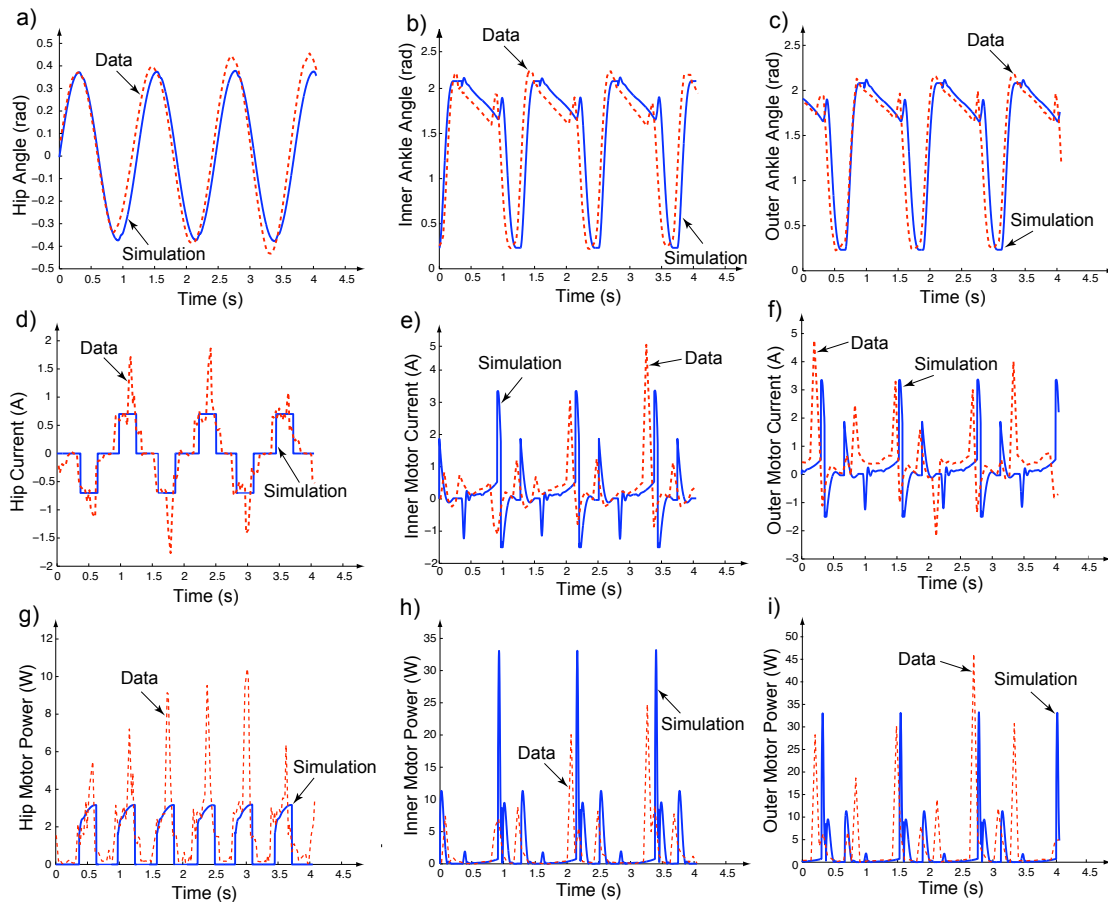 a)
Hip Angle (rad)
0.5
0.4
0.3
0.2
0.1
0
−0.1
−0.2
−0.3
−0.4
−0.5
Data
Simulation
0 0.5 1 1.5 2 2.5 3 3.5 4 4.5
Time (s)
b)
Inner Ankle Angle (rad)
2.5
2
1.5
1
0.5
0
Data
Simulation
0 0.5 1 1.5 2 2.5 3 3.5 4 4.5
Time (s)
c)
Outer Ankle Angle (rad)
2.5
2
1.5
1
0.5
0
Data
Simulation
0 0.5 1 1.5 2 2.5 3 3.5 4 4.5
Time (s)
d)
Hip Current (A)
2
1.5
1
0.5
0
−0.5
−1
−1.5
−2
Data
Simulation
0 0.5 1 1.5 2 2.5 3 3.5 4 4.5
Time (s)
e)
Inner Motor Current (A)
5
4
3
2
1
0
−1
−2
Simulation
Data
0 0.5 1 1.5 2 2.5 3 3.5 4 4.5
Time (s)
f)
Outer Motor Current (A)
5
4
3
2
1
0
−1
−2
−3
Data
Simulation
0 0.5 1 1.5 2 2.5 3 3.5 4 4.5
Time (s)
g)
Hip Motor Power (W)
12
10
8
6
4
2
0
Data
Simulation
0 0.5 1 1.5 2 2.5 3 3.5 4 4.5
Time (s)
h)
Inner Motor Power (W)
35
30
25
20
15
10
5
0
Simulation
Data
0 0.5 1 1.5 2 2.5 3 3.5 4 4.5
Time (s)
i)
Outer Motor Power (W)
50
45
40
35
30
25
20
15
10
5
0
Data
Simulation
0 0.5 1 1.5 2 2.5 3 3.5 4 4.5
Time (s)